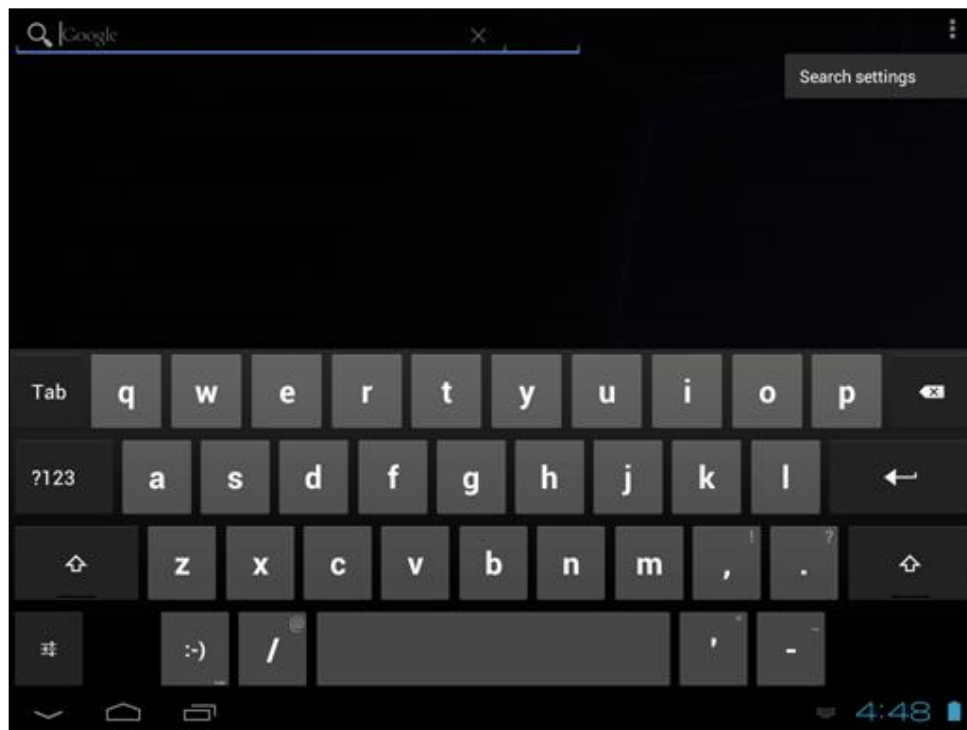 Google
Search settings
Tab q w e r t y u i o p
?123 a s d f g h j k l
z x c v b n m , ! . ?
:-) ... / @ ' " - _
4:48